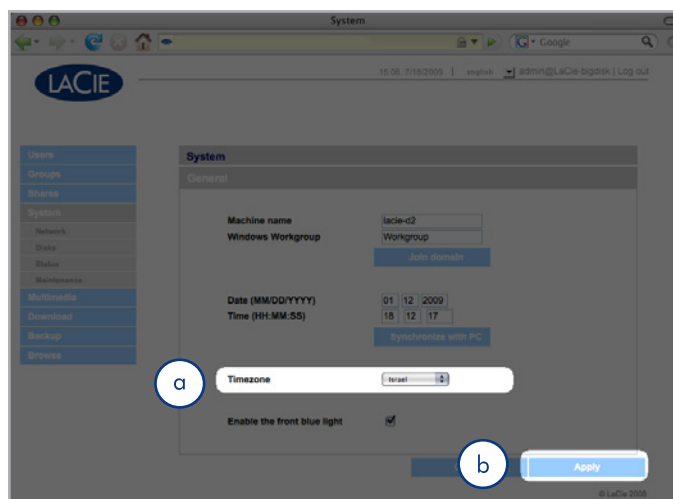 System
G Google
LACIE
15:06, 7/16/2009 | english admin@LaCie-bigdisk | Log out
Users
Groups
Shares
System
Network
Disks
Status
Maintenance
Multimedia
Download
Backup
Browse
System
General
Machine name lacie-d2
Windows Workgroup Workgroup
Join domain
Date (MM/DD/YYYY) 01 12 2009
Time (HH:MM:SS) 18 12 17
Synchronize with PC
a
Timezone Israel
Enable the front blue light
b
Apply
© LaCie 2008